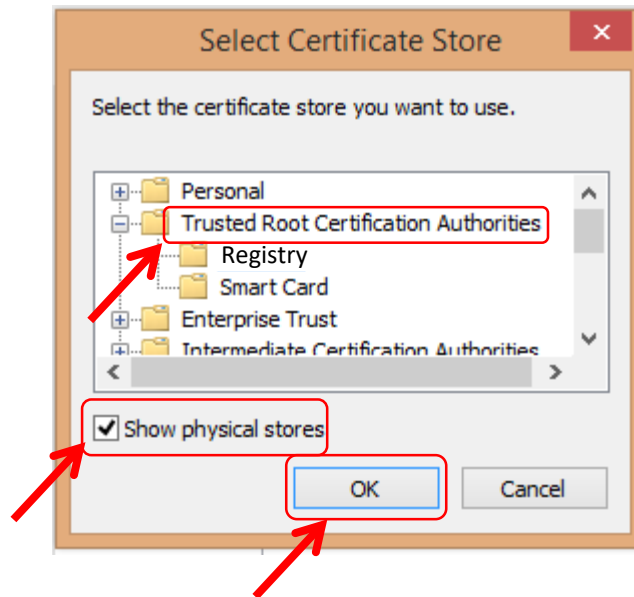 Select Certificate Store
Select the certificate store you want to use.
Personal
Trusted Root Certification Authorities
Registry
Smart Card
Enterprise Trust
Intermediate Certification Authorities
Show physical stores
OK Cancel